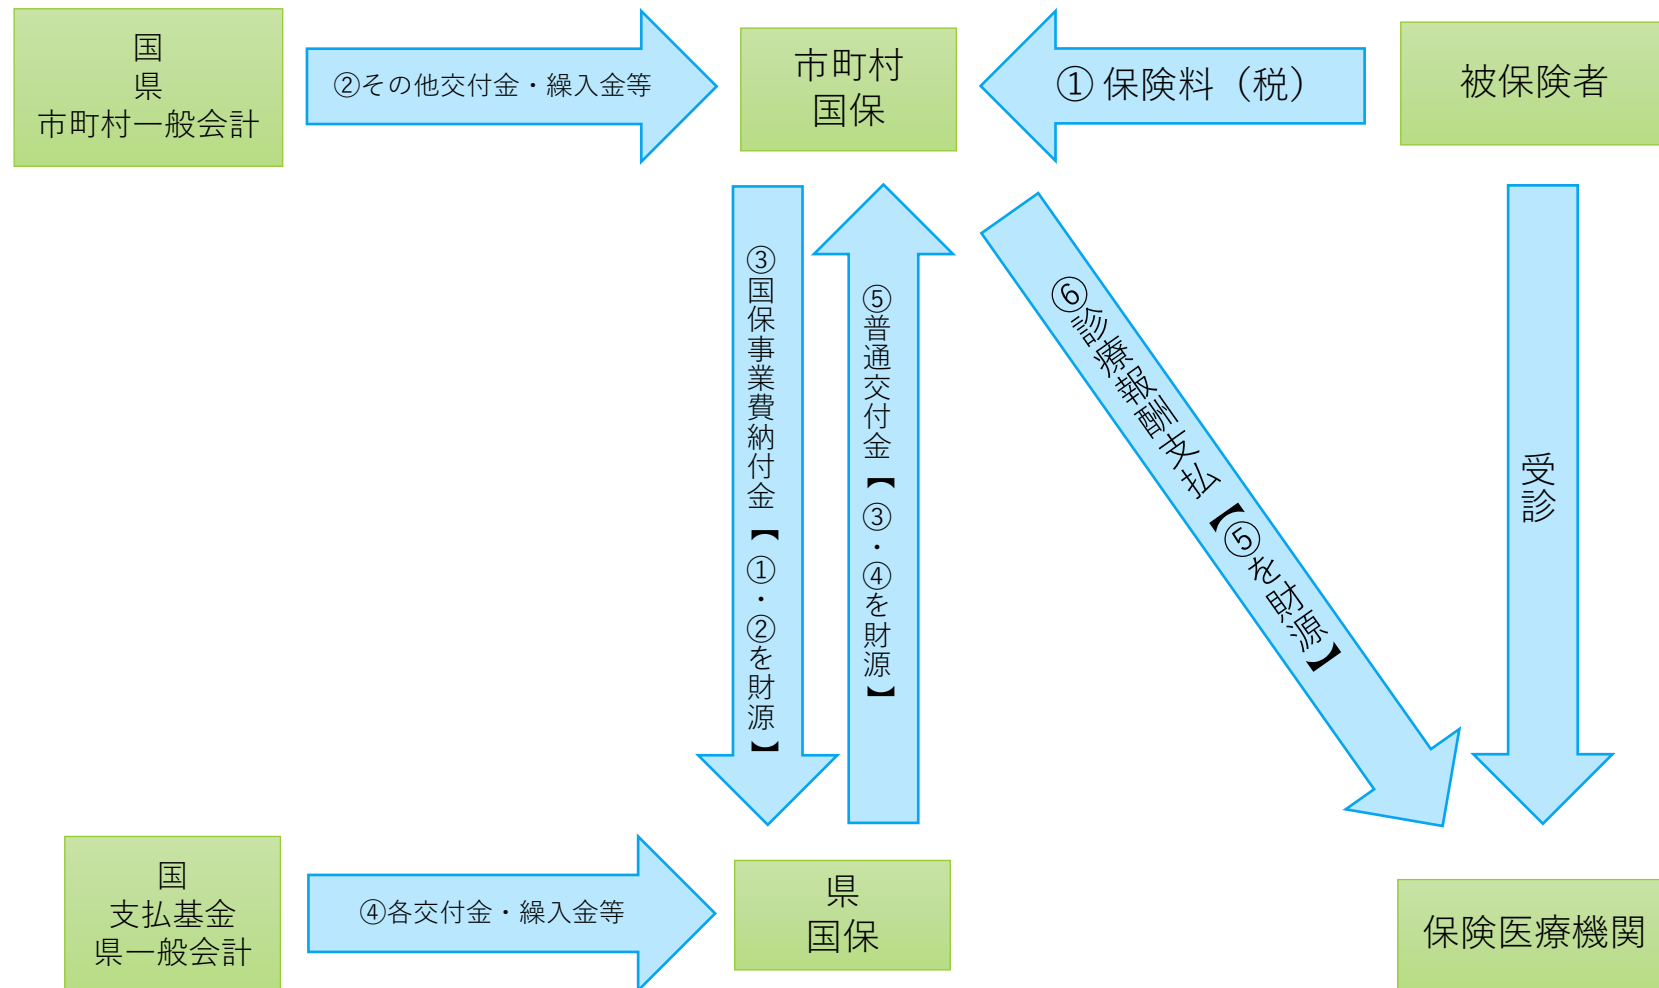 国
県
市町村一般会計
②その他交付金・繰入金等
市町村
国保
①保険料（税）
被保険者
③国保事業費納付金【①・②を財源】
⑤普通交付金【③・④を財源】
⑥診療報酬支払【⑤を財源】
受診
国
支払基金
県一般会計
④各交付金・繰入金等
県
国保
保険医療機関